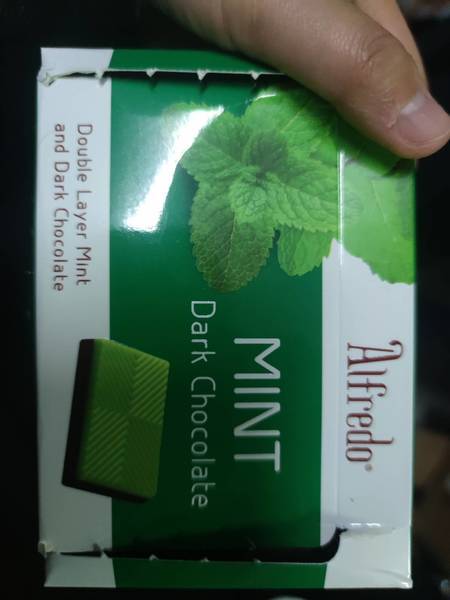 Alfredo®
MINT
Dark Chocolate
Double Layer Mint
and Dark Chocolate